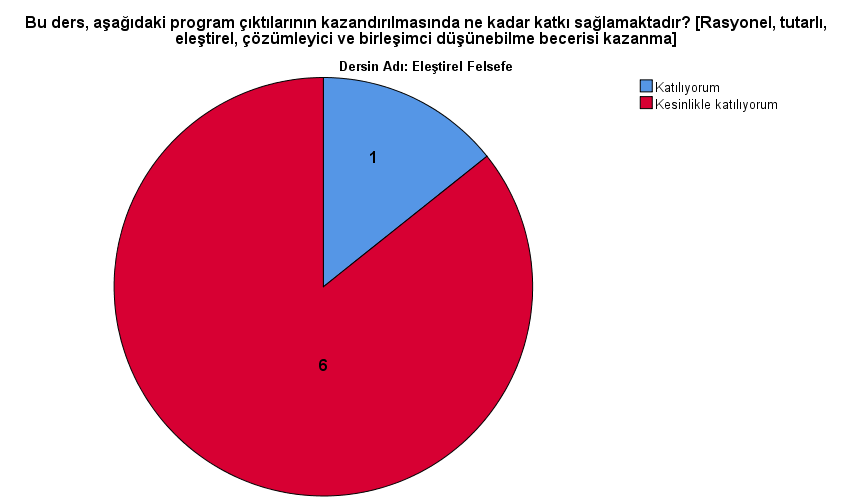 Bu ders, aşağıdaki program çıktılarının kazandırılmasında ne kadar katkı sağlamaktadır? [Rasyonel, tutarlı,
eleştirel, çözümleyici ve birleşimci düşünebilme becerisi kazanma]
Dersin Adı: Eleştirel Felsefe
Katılıyorum
Kesinlikle katılıyorum
1
6